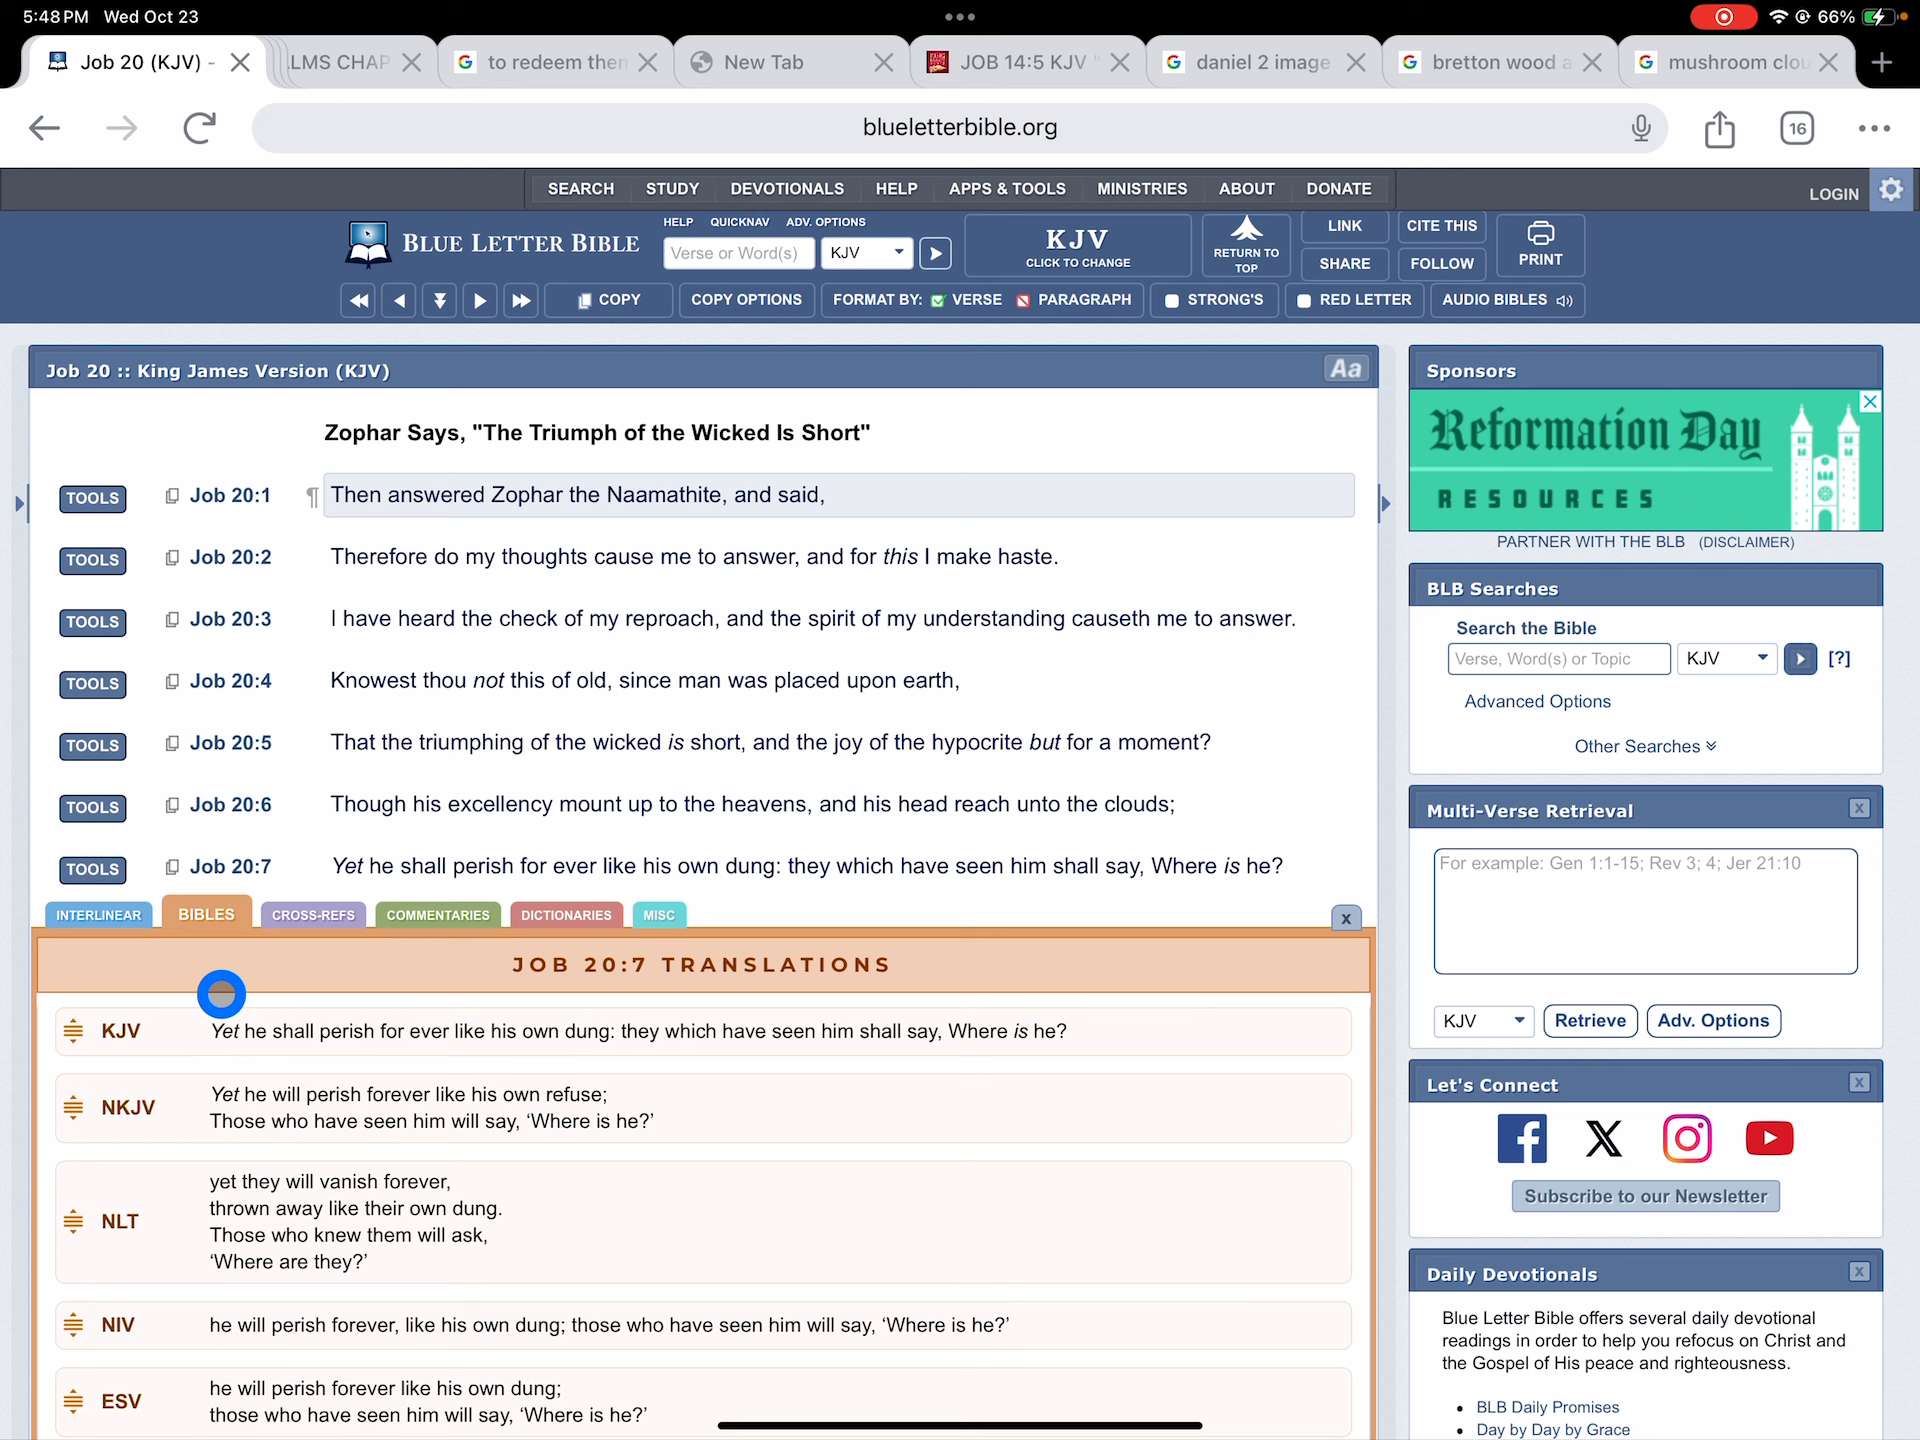 5:48 PM Wed Oct 23
66%
Job 20 (KJV) -
LMS CHAP
to redeem then
New Tab
JOB 14:5 KJV "
daniel 2 image
bretton wood a
mushroom clou
blueletterbible.org
16
SEARCH STUDY DEVOTIONALS HELP APPS & TOOLS MINISTRIES ABOUT DONATE
LOGIN
BLUE LETTER BIBLE
HELP QUICKNAV ADV. OPTIONS
Verse or Word(s)
KJV
KJV
CLICK TO CHANGE
RETURN TO
TOP
LINK
CITE THIS
SHARE
FOLLOW
PRINT
COPY
COPY OPTIONS
FORMAT BY: VERSE PARAGRAPH
STRONG'S
RED LETTER
AUDIO BIBLES
Job 20 :: King James Version (KJV)
Aa
Zophar Says, "The Triumph of the Wicked Is Short"
TOOLS Job 20:1 ¶ Then answered Zophar the Naamathite, and said,
TOOLS Job 20:2 Therefore do my thoughts cause me to answer, and for this I make haste.
TOOLS Job 20:3 I have heard the check of my reproach, and the spirit of my understanding causeth me to answer.
TOOLS Job 20:4 Knowest thou not this of old, since man was placed upon earth,
TOOLS Job 20:5 That the triumphing of the wicked is short, and the joy of the hypocrite but for a moment?
TOOLS Job 20:6 Though his excellency mount up to the heavens, and his head reach unto the clouds;
TOOLS Job 20:7 Yet he shall perish for ever like his own dung: they which have seen him shall say, Where is he?
INTERLINEAR BIBLES CROSS-REFS COMMENTARIES DICTIONARIES MISC
x
JOB 20:7 TRANSLATIONS
KJV Yet he shall perish for ever like his own dung: they which have seen him shall say, Where is he?
NKJV Yet he will perish forever like his own refuse;
Those who have seen him will say, ‘Where is he?’
NLT yet they will vanish forever,
thrown away like their own dung.
Those who knew them will ask,
‘Where are they?’
NIV he will perish forever, like his own dung; those who have seen him will say, ‘Where is he?’
ESV he will perish forever like his own dung;
those who have seen him will say, ‘Where is he?’
Sponsors
Reformation Day
RESOURCES
PARTNER WITH THE BLB (DISCLAIMER)
BLB Searches
Search the Bible
Verse, Word(s) or Topic
KJV
[?]
Advanced Options
Other Searches
Multi-Verse Retrieval
x
For example: Gen 1:1-15; Rev 3; 4; Jer 21:10
KJV
Retrieve
Adv. Options
Let's Connect
x
Subscribe to our Newsletter
Daily Devotionals
x
Blue Letter Bible offers several daily devotional
readings in order to help you refocus on Christ and
the Gospel of His peace and righteousness.
• BLB Daily Promises
• Day by Day by Grace